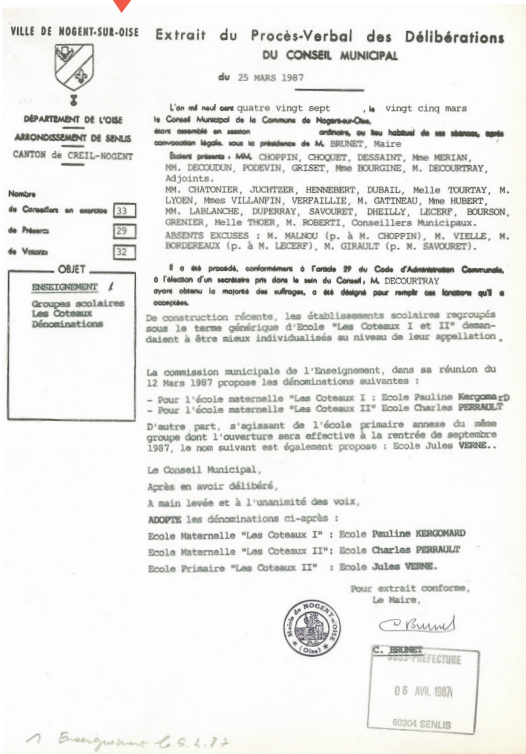 VILLE DE NOGENT-SUR-OISE
Extrait du Procès-Verbal des Délibérations
DU CONSEIL MUNICIPAL
du 25 MARS 1987
DÉPARTEMENT DE L'OISE
ARRONDISSEMENT DE SENLIS
CANTON de CREIL-NOGENT
Nombre
de Conseillers en exercice 33
de Présents 29
de Votants 32
OBJET
ENSEIGNEMENT
Groupes scolaires
Les Coteaux
Dénominations
L'an mil neuf cent quatre vingt sept , le vingt cinq mars
le Conseil Municipal de la Commune de Nogent-sur-Oise,
étant assemblé en session ordinaire, au lieu habituel de ses séances, après
convocation légale, sous la présidence de M. BRUNET, Maire
Étaient présents : MM. CHOPPIN, CHOQUET, DESSAINT, Mme MERIAN,
MM. DECOUDUN, PODEVIN, GRISET, Mme BOURGINE, M. DECOURTRAY,
Adjoints.
MM. CHATONIER, JUCHTZER, HENNEBERT, DUBAIL, Melle TOURTAY, M.
LYOEN, Mmes VILLANFIN, VERFAILLIE, M. GATINEAU, Mme HUBERT,
MM. LABLANCHE, DUPERRAY, SAVOURET, DHEILLY, LECERF, BOURSON,
GRENIER, Melle THOER, M. ROBERTI, Conseillers Municipaux.
ABSENTS EXCUSES : M. MALNOU (p. à M. CHOPPIN), M. VIELLE, M.
BORDEREAUX (p. à M. LECERF), M. GIRAULT (p. M. SAVOURET).
Il a été procédé, conformément à l'article 29 du Code d'Administration Communale,
à l'élection d'un secrétaire pris dans le sein du Conseil, M. DECOURTRAY
ayant obtenu la majorité des suffrages, a été désigné pour remplir ces fonctions qu'il a
acceptées.
De construction récents, les établissements scolaires regroupés
sous le terme générique d'Ecole "Les Coteaux I et II" deman-
daient à être mieux individualisés au niveau de leur appellation.
La commission municipale de l'Enseignement, dans sa réunion du
12 Mars 1987 propose les dénominations suivantes :
- Pour l'école maternelle "Les Coteaux I : Ecole Pauline KergomarD
- Pour l'école maternelle "Les Coteaux II" Ecole Charles PERRAULT
D'autre part, s'agissant de l'école primaire annexe du même
groupe dont l'ouverture sera effective à la rentrée de septembre
1987, le nom suivant est également propose : Ecole Jules VERNE..
Le Conseil Municipal,
Après en avoir délibéré,
A main levée et à l'unanimité des voix,
ADOPTE les dénominations ci-après :
Ecole Maternelle "Les Coteaux I" : Ecole Pauline KERGOMARD
Ecole Maternelle "Les Coteaux II": Ecole Charles PERRAULT
Ecole Primaire "Les Coteaux II" : Ecole Jules VERNE.
Pour extrait conforme,
Le Maire,
Mairie de NOGENT-s-OISE
(Oise)
C Brunet
C. BRUNET
SOUS-PREFECTURE
06 AVR. 1987
60304 SENLIS
1 Enseignement le 5.4.87